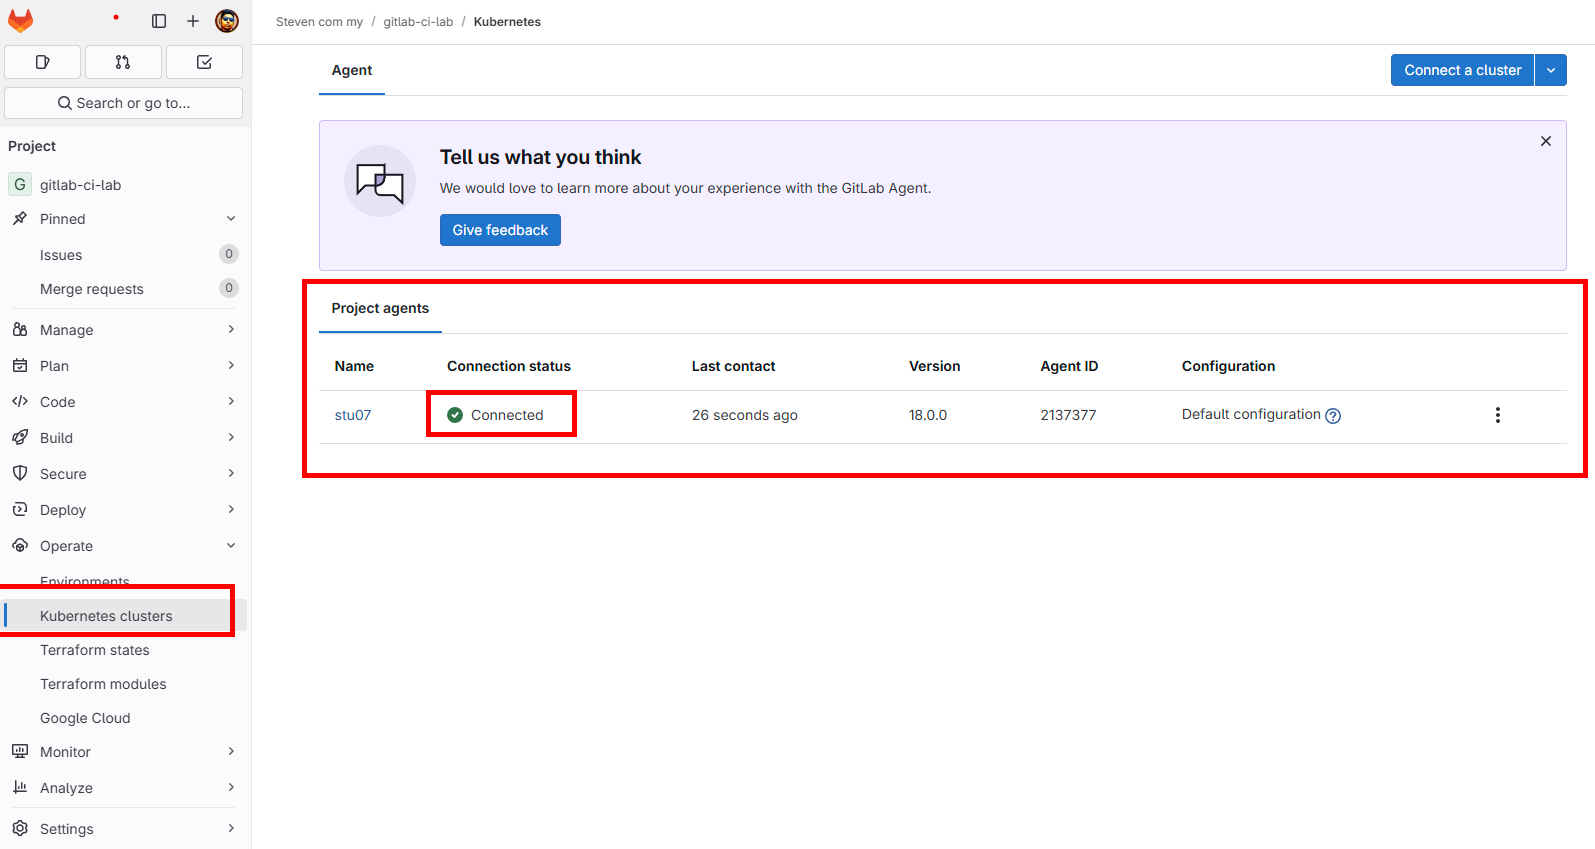 Steven com my / gitlab-ci-lab / Kubernetes
Search or go to...
Project
G gitlab-ci-lab
Pinned
Issues 0
Merge requests 0
Manage
Plan
Code
Build
Secure
Deploy
Operate
Environments
Kubernetes clusters
Terraform states
Terraform modules
Google Cloud
Monitor
Analyze
Settings
Agent
Connect a cluster
Tell us what you think
We would love to learn more about your experience with the GitLab Agent.
Give feedback
Project agents
Name Connection status Last contact Version Agent ID Configuration
stu07 Connected 26 seconds ago 18.0.0 2137377 Default configuration